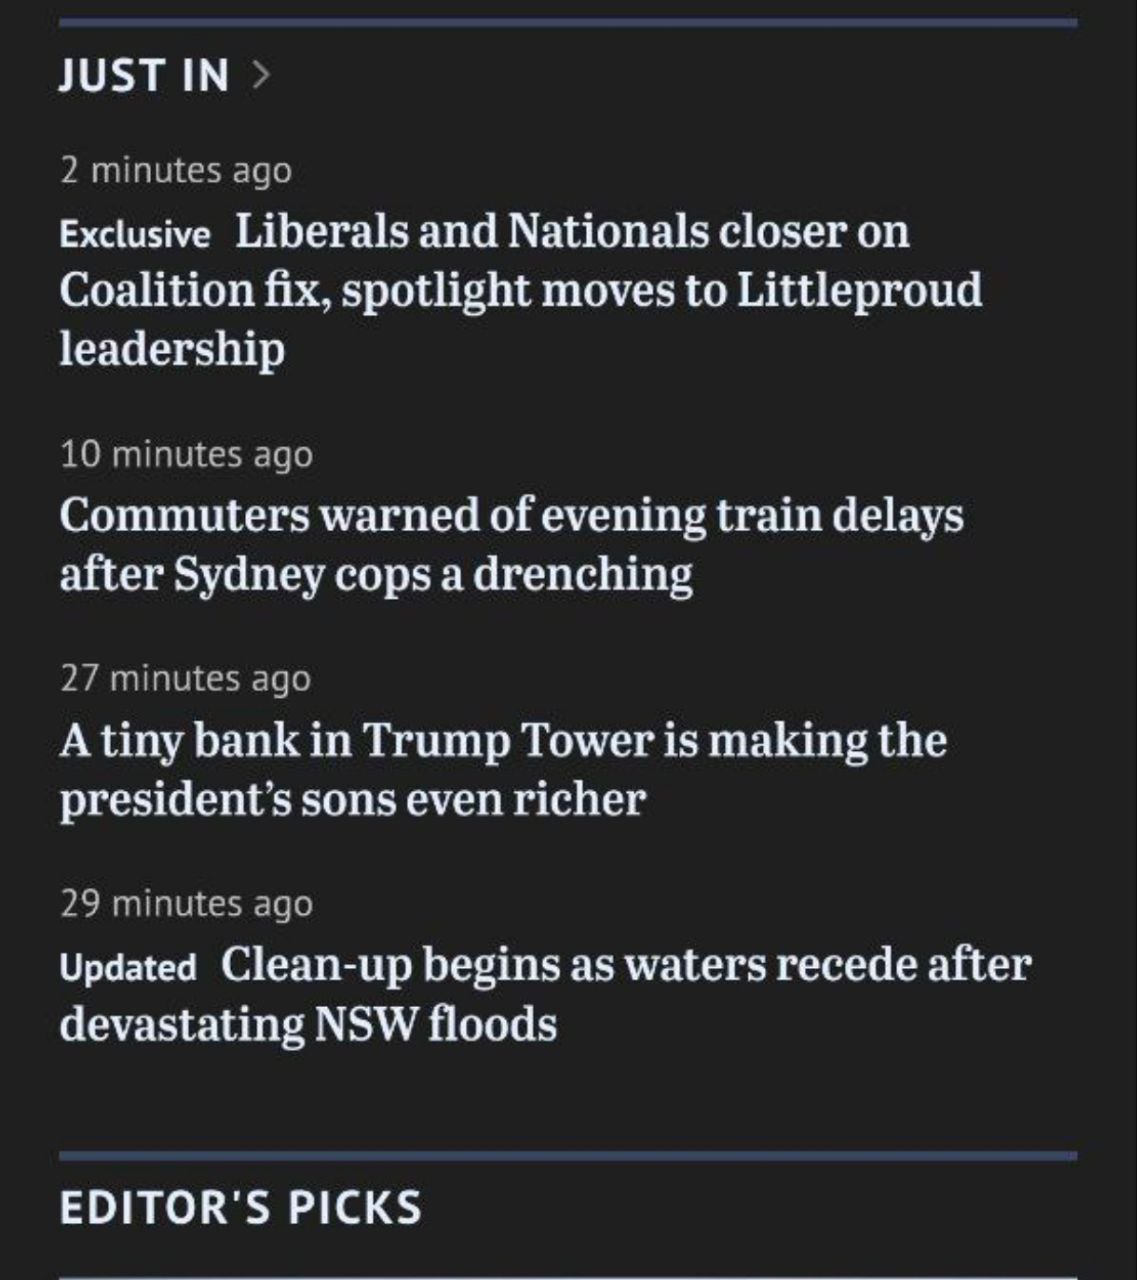 JUST IN >
2 minutes ago
Exclusive Liberals and Nationals closer on
Coalition fix, spotlight moves to Littleproud
leadership
10 minutes ago
Commuters warned of evening train delays
after Sydney cops a drenching
27 minutes ago
A tiny bank in Trump Tower is making the
president’s sons even richer
29 minutes ago
Updated Clean-up begins as waters recede after
devastating NSW floods
EDITOR'S PICKS